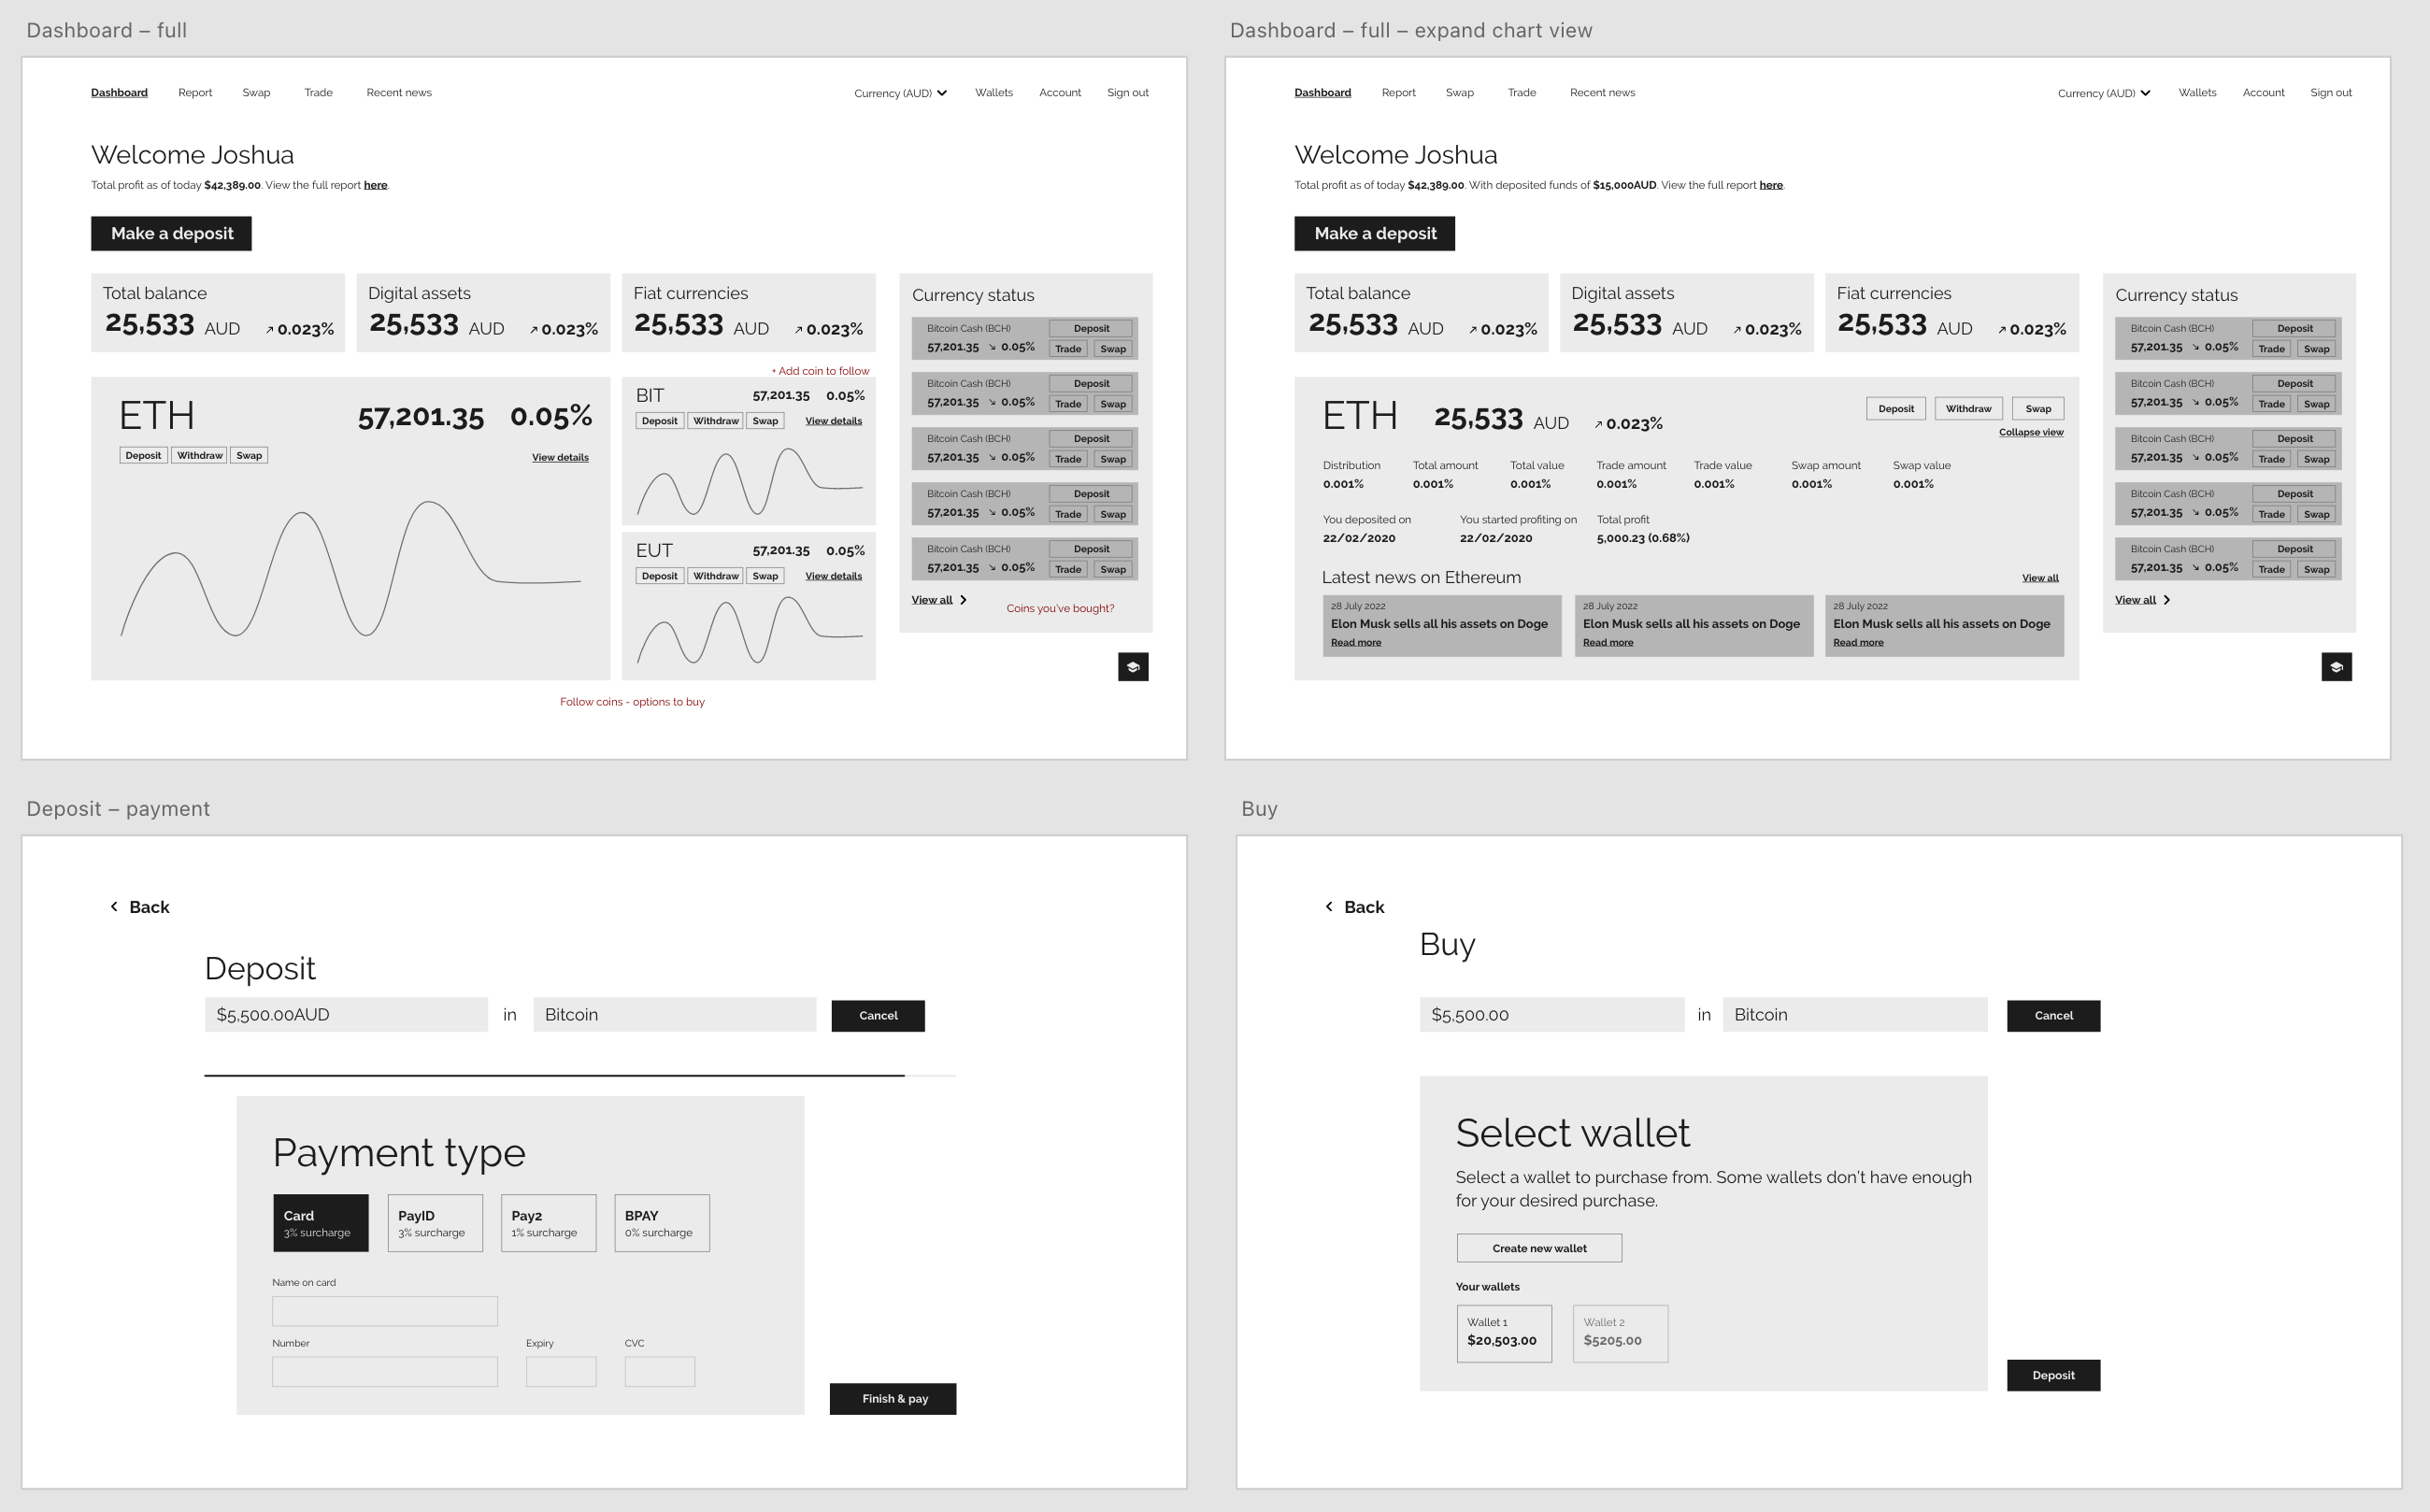 Dashboard – full
Dashboard Report Swap Trade Recent news Currency (AUD) Wallets Account Sign out
Welcome Joshua
Total profit as of today $42,389.00. View the full report here.
Make a deposit
Total balance
25,533 AUD ↗ 0.023%
Digital assets
25,533 AUD ↗ 0.023%
Fiat currencies
25,533 AUD ↗ 0.023%
+ Add coin to follow
ETH 57,201.35 0.05%
Deposit Withdraw Swap View details
BIT 57,201.35 0.05%
Deposit Withdraw Swap View details
EUT 57,201.35 0.05%
Deposit Withdraw Swap View details
Follow coins - options to buy
Currency status
Bitcoin Cash (BCH) Deposit
57,201.35 ↘ 0.05% Trade Swap
Bitcoin Cash (BCH) Deposit
57,201.35 ↘ 0.05% Trade Swap
Bitcoin Cash (BCH) Deposit
57,201.35 ↘ 0.05% Trade Swap
Bitcoin Cash (BCH) Deposit
57,201.35 ↘ 0.05% Trade Swap
Bitcoin Cash (BCH) Deposit
57,201.35 ↘ 0.05% Trade Swap
View all
Coins you've bought?
Dashboard – full – expand chart view
Dashboard Report Swap Trade Recent news Currency (AUD) Wallets Account Sign out
Welcome Joshua
Total profit as of today $42,389.00. With deposited funds of $15,000AUD. View the full report here.
Make a deposit
Total balance
25,533 AUD ↗ 0.023%
Digital assets
25,533 AUD ↗ 0.023%
Fiat currencies
25,533 AUD ↗ 0.023%
ETH 25,533 AUD ↗ 0.023%
Deposit Withdraw Swap
Collapse view
Distribution Total amount Total value Trade amount Trade value Swap amount Swap value
0.001% 0.001% 0.001% 0.001% 0.001% 0.001% 0.001%
You deposited on You started profiting on Total profit
22/02/2020 22/02/2020 5,000.23 (0.68%)
Latest news on Ethereum View all
28 July 2022
Elon Musk sells all his assets on Doge
Read more
28 July 2022
Elon Musk sells all his assets on Doge
Read more
28 July 2022
Elon Musk sells all his assets on Doge
Read more
Currency status
Bitcoin Cash (BCH) Deposit
57,201.35 ↘ 0.05% Trade Swap
Bitcoin Cash (BCH) Deposit
57,201.35 ↘ 0.05% Trade Swap
Bitcoin Cash (BCH) Deposit
57,201.35 ↘ 0.05% Trade Swap
Bitcoin Cash (BCH) Deposit
57,201.35 ↘ 0.05% Trade Swap
Bitcoin Cash (BCH) Deposit
57,201.35 ↘ 0.05% Trade Swap
View all
Deposit – payment
Back
Deposit
$5,500.00AUD in Bitcoin Cancel
Payment type
Card
3% surcharge
PayID
3% surcharge
Pay2
1% surcharge
BPAY
0% surcharge
Name on card
Number Expiry CVC
Finish & pay
Buy
Back
Buy
$5,500.00 in Bitcoin Cancel
Select wallet
Select a wallet to purchase from. Some wallets don't have enough
for your desired purchase.
Create new wallet
Your wallets
Wallet 1
$20,503.00
Wallet 2
$5205.00
Deposit